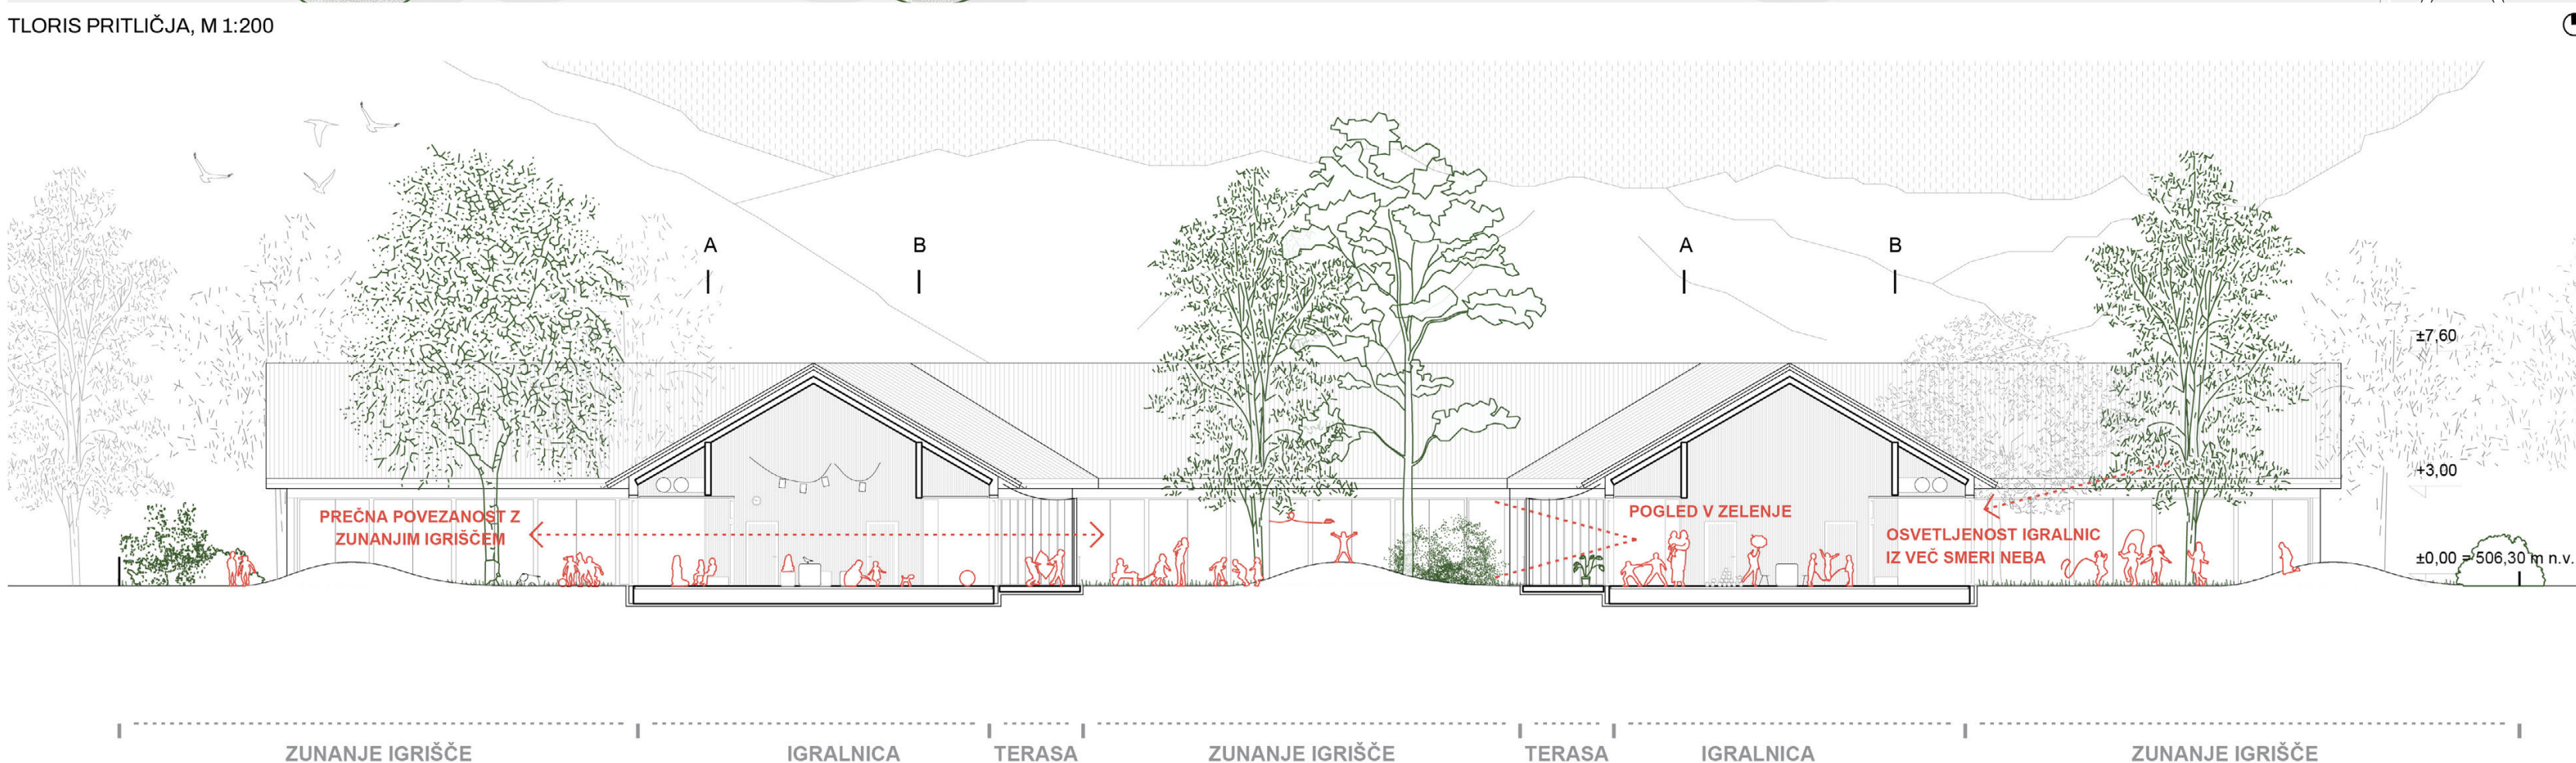 TLORIS PRITLIČJA, M 1:200
A
B
A
B
±7,60
+3,00
PREČNA POVEZANOST Z
ZUNANJIM IGRIŠČEM
POGLED V ZELENJE
OSVETLJENOST IGRALNIC
IZ VEČ SMERI NEBA
±0,00 = 506,30 m n.v.
ZUNANJE IGRIŠČE
IGRALNICA
TERASA
ZUNANJE IGRIŠČE
TERASA
IGRALNICA
ZUNANJE IGRIŠČE